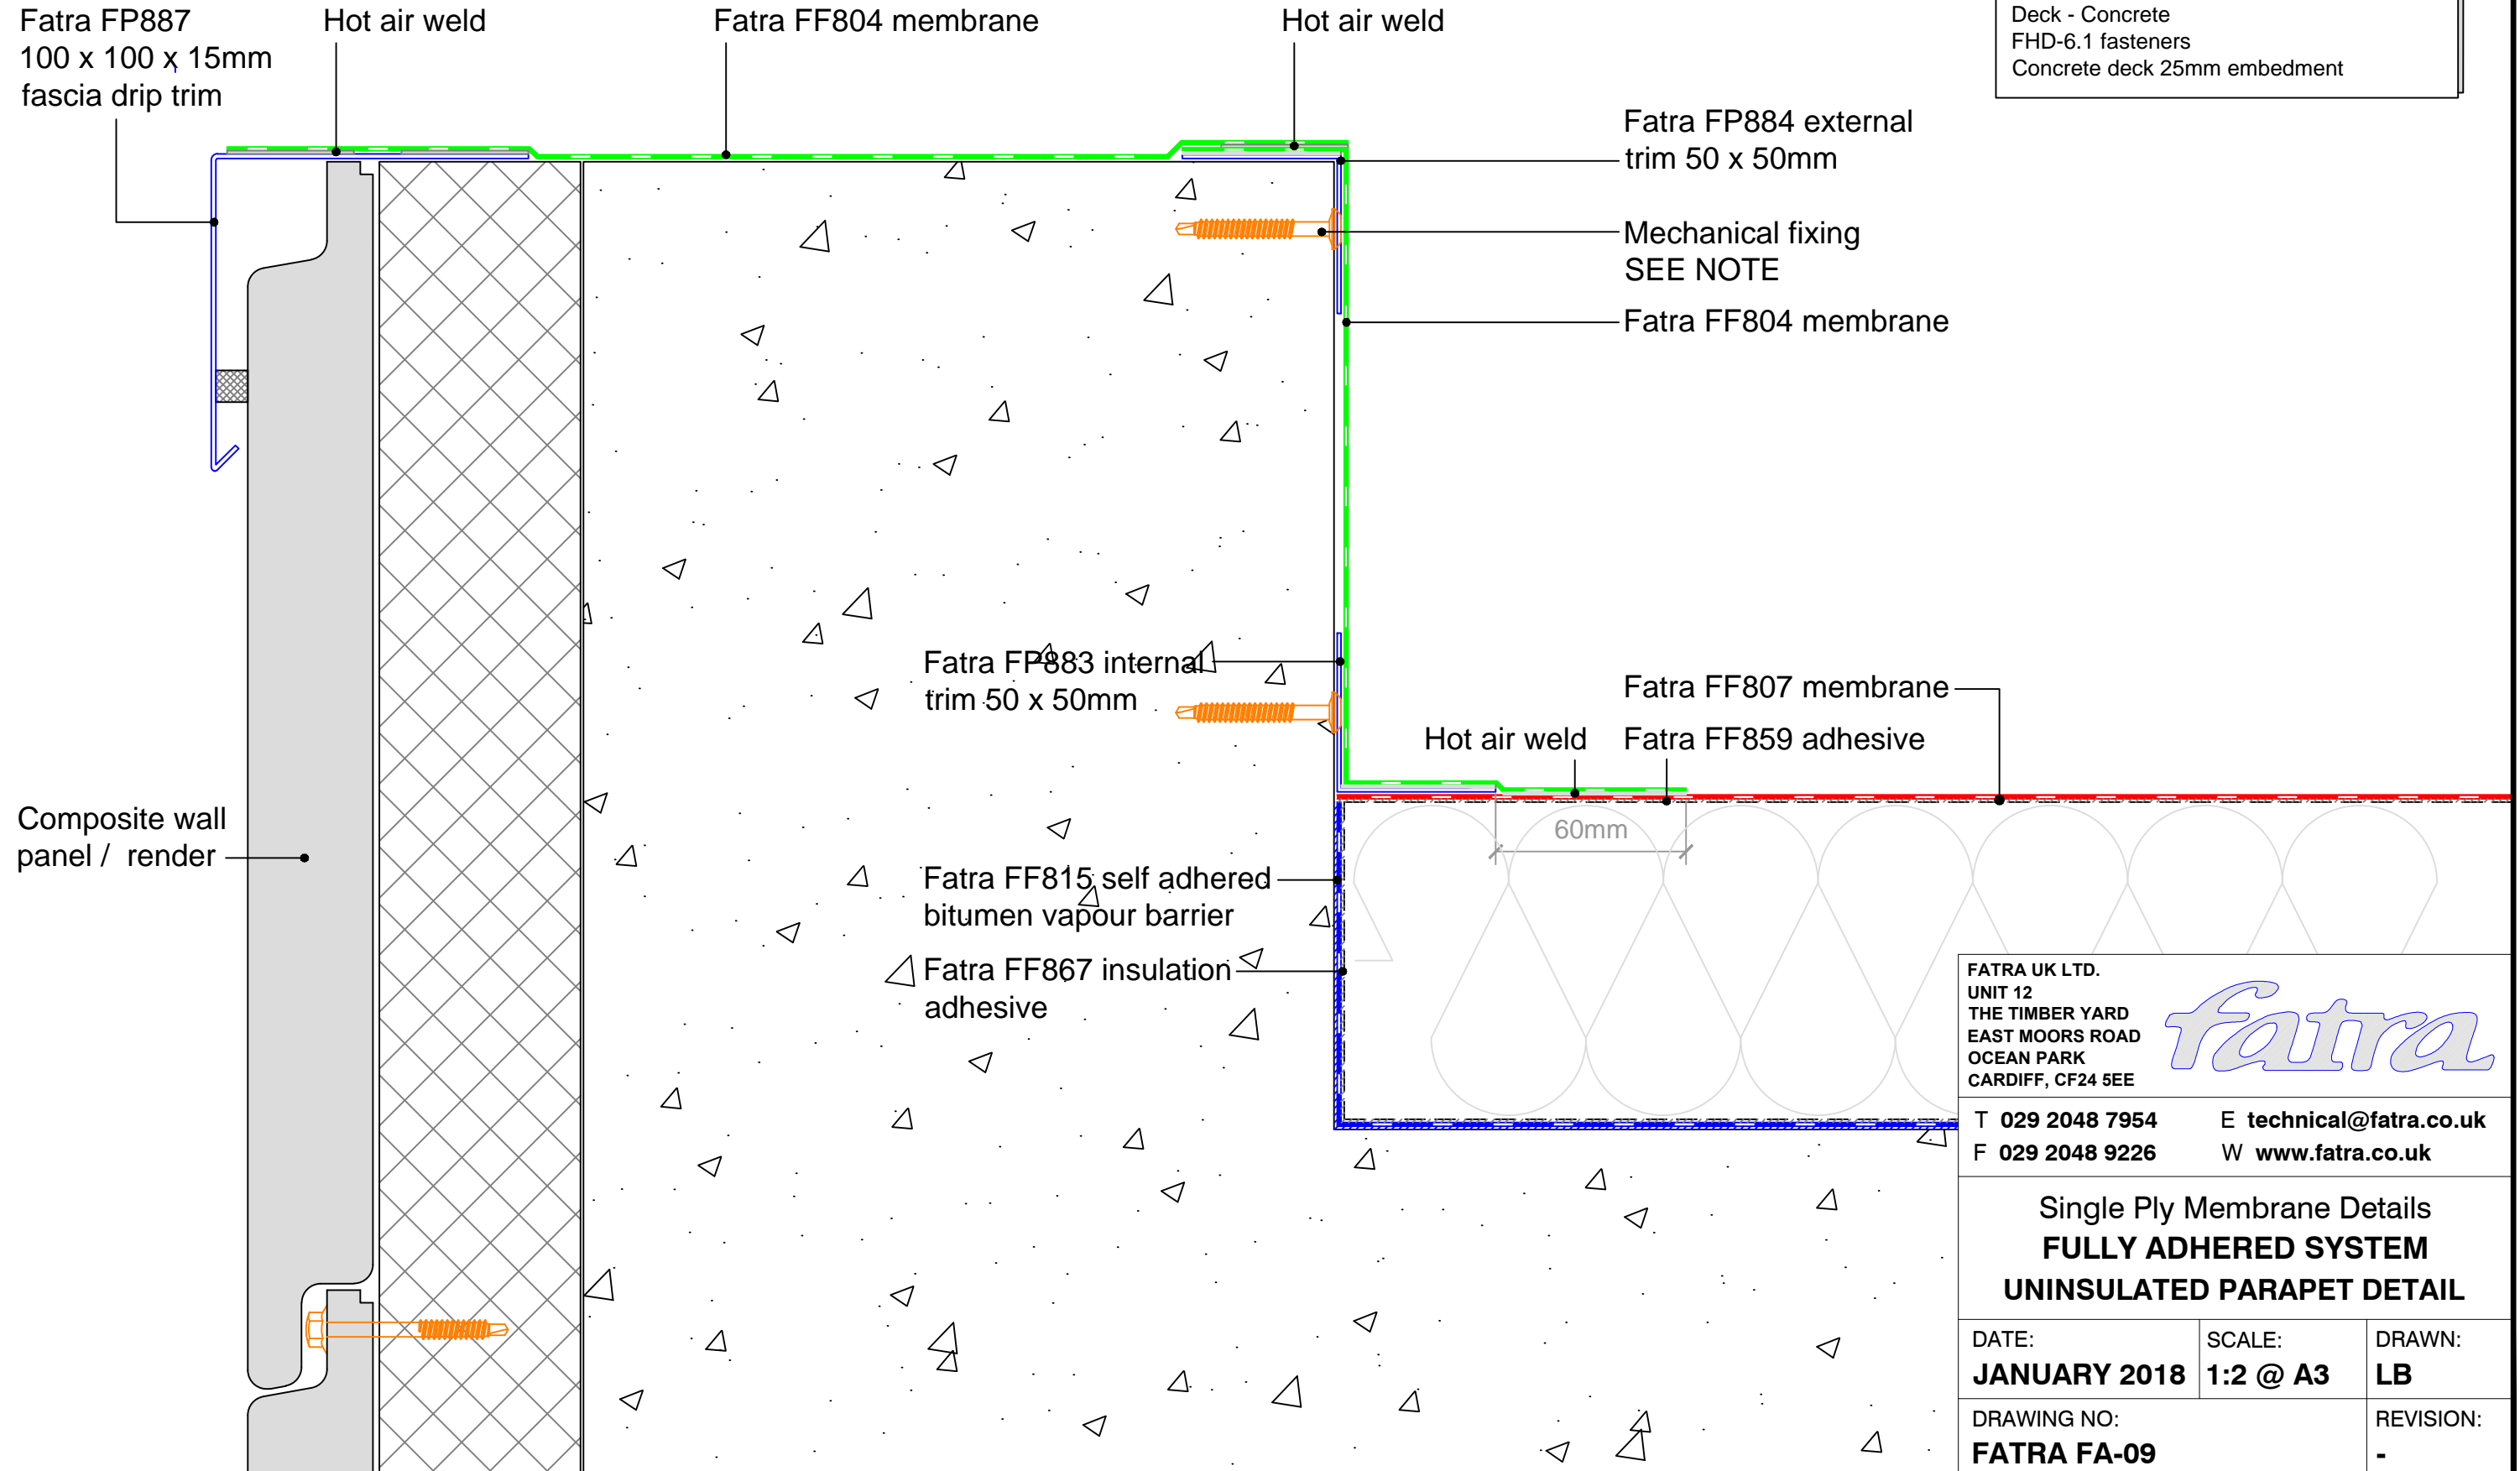 Fatra FP887
100 x 100 x 15mm
fascia drip trim
Hot air weld
Fatra FF804 membrane
Hot air weld
Deck - Concrete
FHD-6.1 fasteners
Concrete deck 25mm embedment
Fatra FP884 external
trim 50 x 50mm
Mechanical fixing
SEE NOTE
Fatra FF804 membrane
Fatra FP883 internal
trim 50 x 50mm
Fatra FF807 membrane
Hot air weld
Fatra FF859 adhesive
60mm
Composite wall
panel / render
Fatra FF815 self adhered
bitumen vapour barrier
Fatra FF867 insulation
adhesive
FATRA UK LTD.
UNIT 12
THE TIMBER YARD
EAST MOORS ROAD
OCEAN PARK
CARDIFF, CF24 5EE
fatra
T 029 2048 7954
E technical@fatra.co.uk
F 029 2048 9226
W www.fatra.co.uk
Single Ply Membrane Details
FULLY ADHERED SYSTEM
UNINSULATED PARAPET DETAIL
DATE:
JANUARY 2018
SCALE:
1:2 @ A3
DRAWN:
LB
DRAWING NO:
FATRA FA-09
REVISION:
-